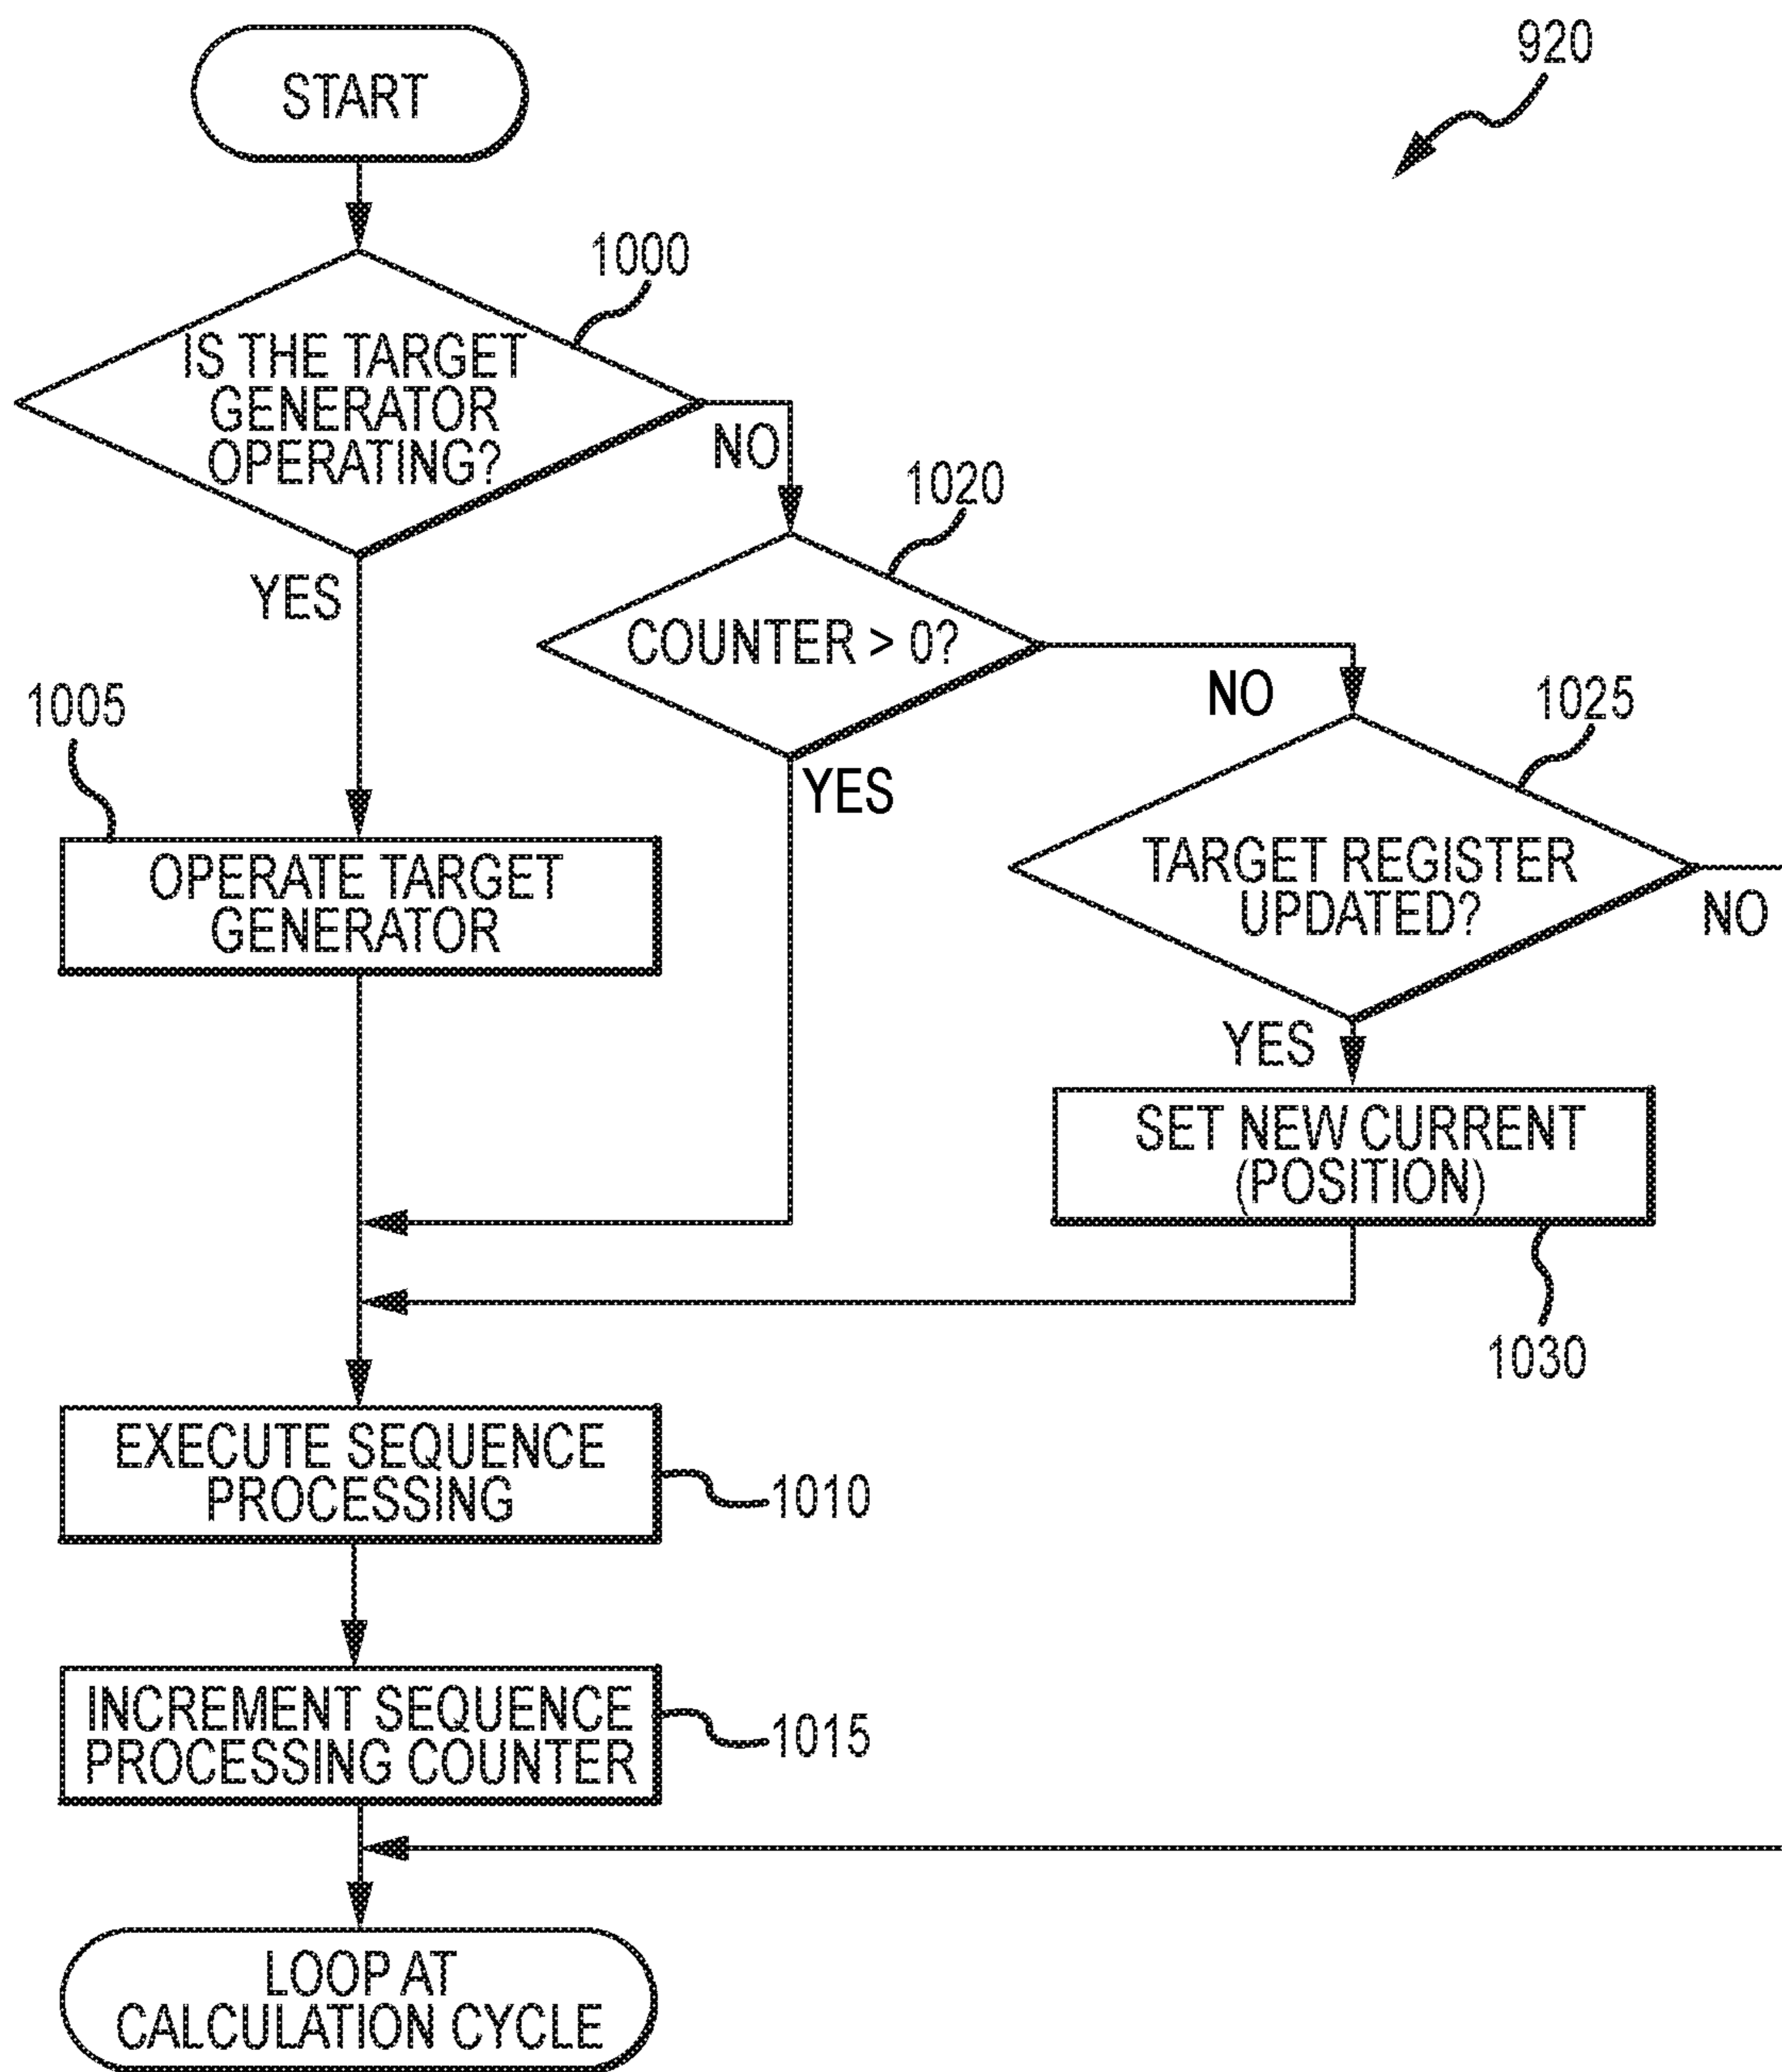 START
920
1000
IS THE TARGET
GENERATOR
OPERATING?
NO
YES
1020
COUNTER > 0?
NO
YES
1025
TARGET REGISTER
UPDATED?
NO
YES
1005
OPERATE TARGET
GENERATOR
SET NEW CURRENT
(POSITION)
1030
EXECUTE SEQUENCE
PROCESSING
1010
INCREMENT SEQUENCE
PROCESSING COUNTER
1015
LOOP AT
CALCULATION CYCLE